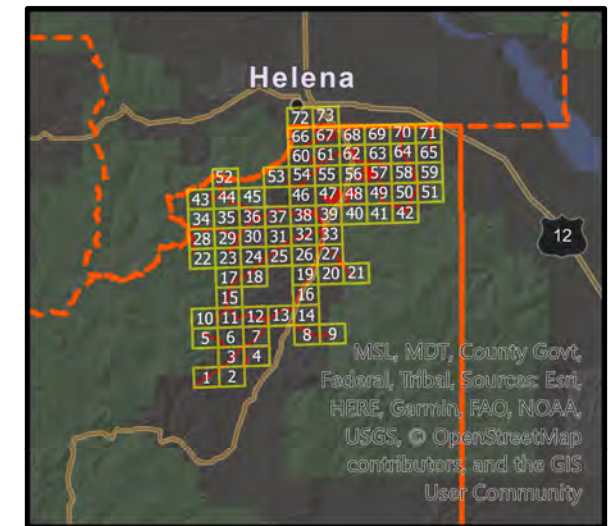 Helena
72 73
66 67 68 69 70 71
60 61 62 63 64 65
52 53 54 55 56 57 58 59
43 44 45 46 47 48 49 50 51
34 35 36 37 38 39 40 41 42
28 29 30 31 32 33
12
22 23 24 25 26 27
17 18 19 20 21
15 16
10 11 12 13 14
5 6 7 8 9
3 4
1 2
MSL, MDT, County Govt,
Federal, Tribal, Sources: Esri,
HERE, Garmin, FAO, NOAA,
USGS, © OpenStreetMap
contributors, and the GIS
User Community